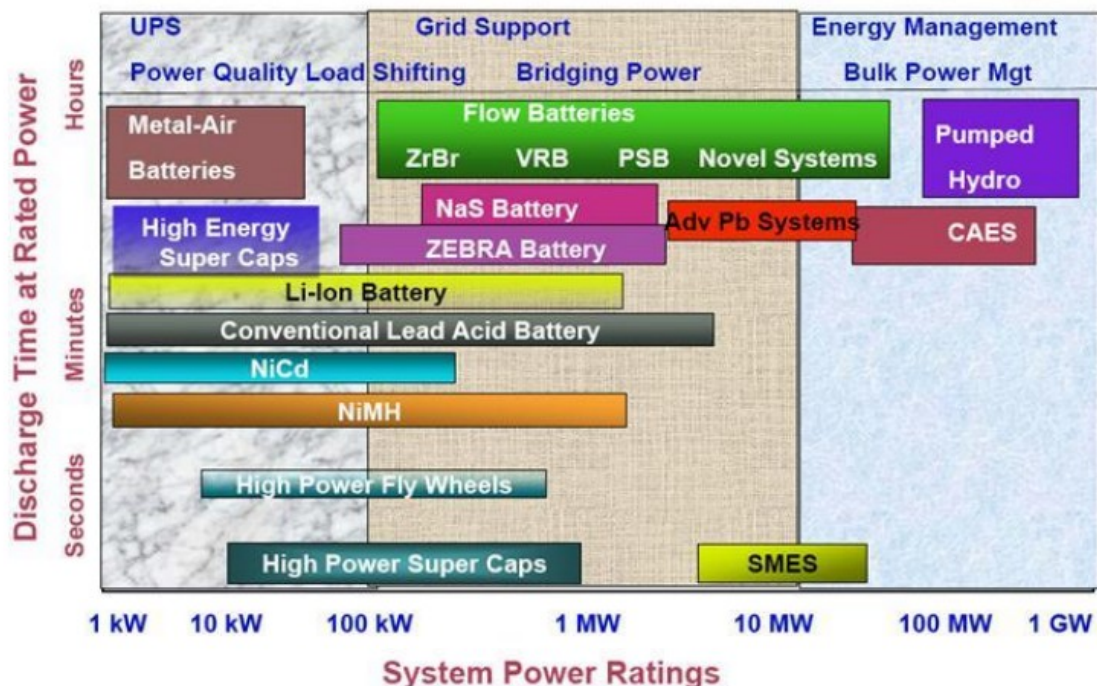 UPS
Grid Support
Energy Management
Power Quality Load Shifting
Bridging Power
Bulk Power Mgt
Discharge Time at Rated Power
Hours
Minutes
Seconds
Metal-Air
Batteries
Flow Batteries
ZrBr VRB PSB Novel Systems
Pumped
Hydro
High Energy
Super Caps
NaS Battery
ZEBRA Battery
Adv Pb Systems
CAES
Li-Ion Battery
Conventional Lead Acid Battery
NiCd
NiMH
High Power Fly Wheels
High Power Super Caps
SMES
1 kW 10 kW 100 kW 1 MW 10 MW 100 MW 1 GW
System Power Ratings